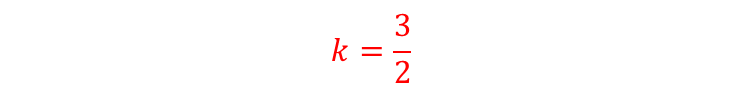 k = 3/2